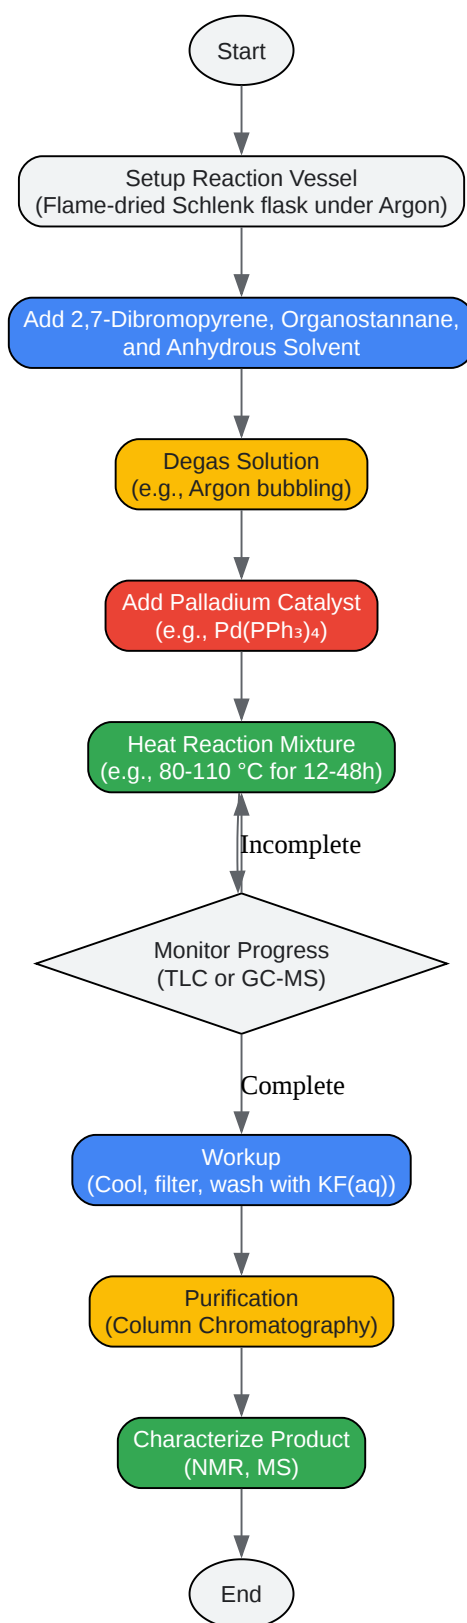 Start
Setup Reaction Vessel
(Flame-dried Schlenk flask under Argon)
Add 2,7-Dibromopyrene, Organostannane,
and Anhydrous Solvent
Degas Solution
(e.g., Argon bubbling)
Add Palladium Catalyst
(e.g., Pd(PPh₃)₄)
Heat Reaction Mixture
(e.g., 80-110 °C for 12-48h)
Incomplete
Monitor Progress
(TLC or GC-MS)
Complete
Workup
(Cool, filter, wash with KF(aq))
Purification
(Column Chromatography)
Characterize Product
(NMR, MS)
End